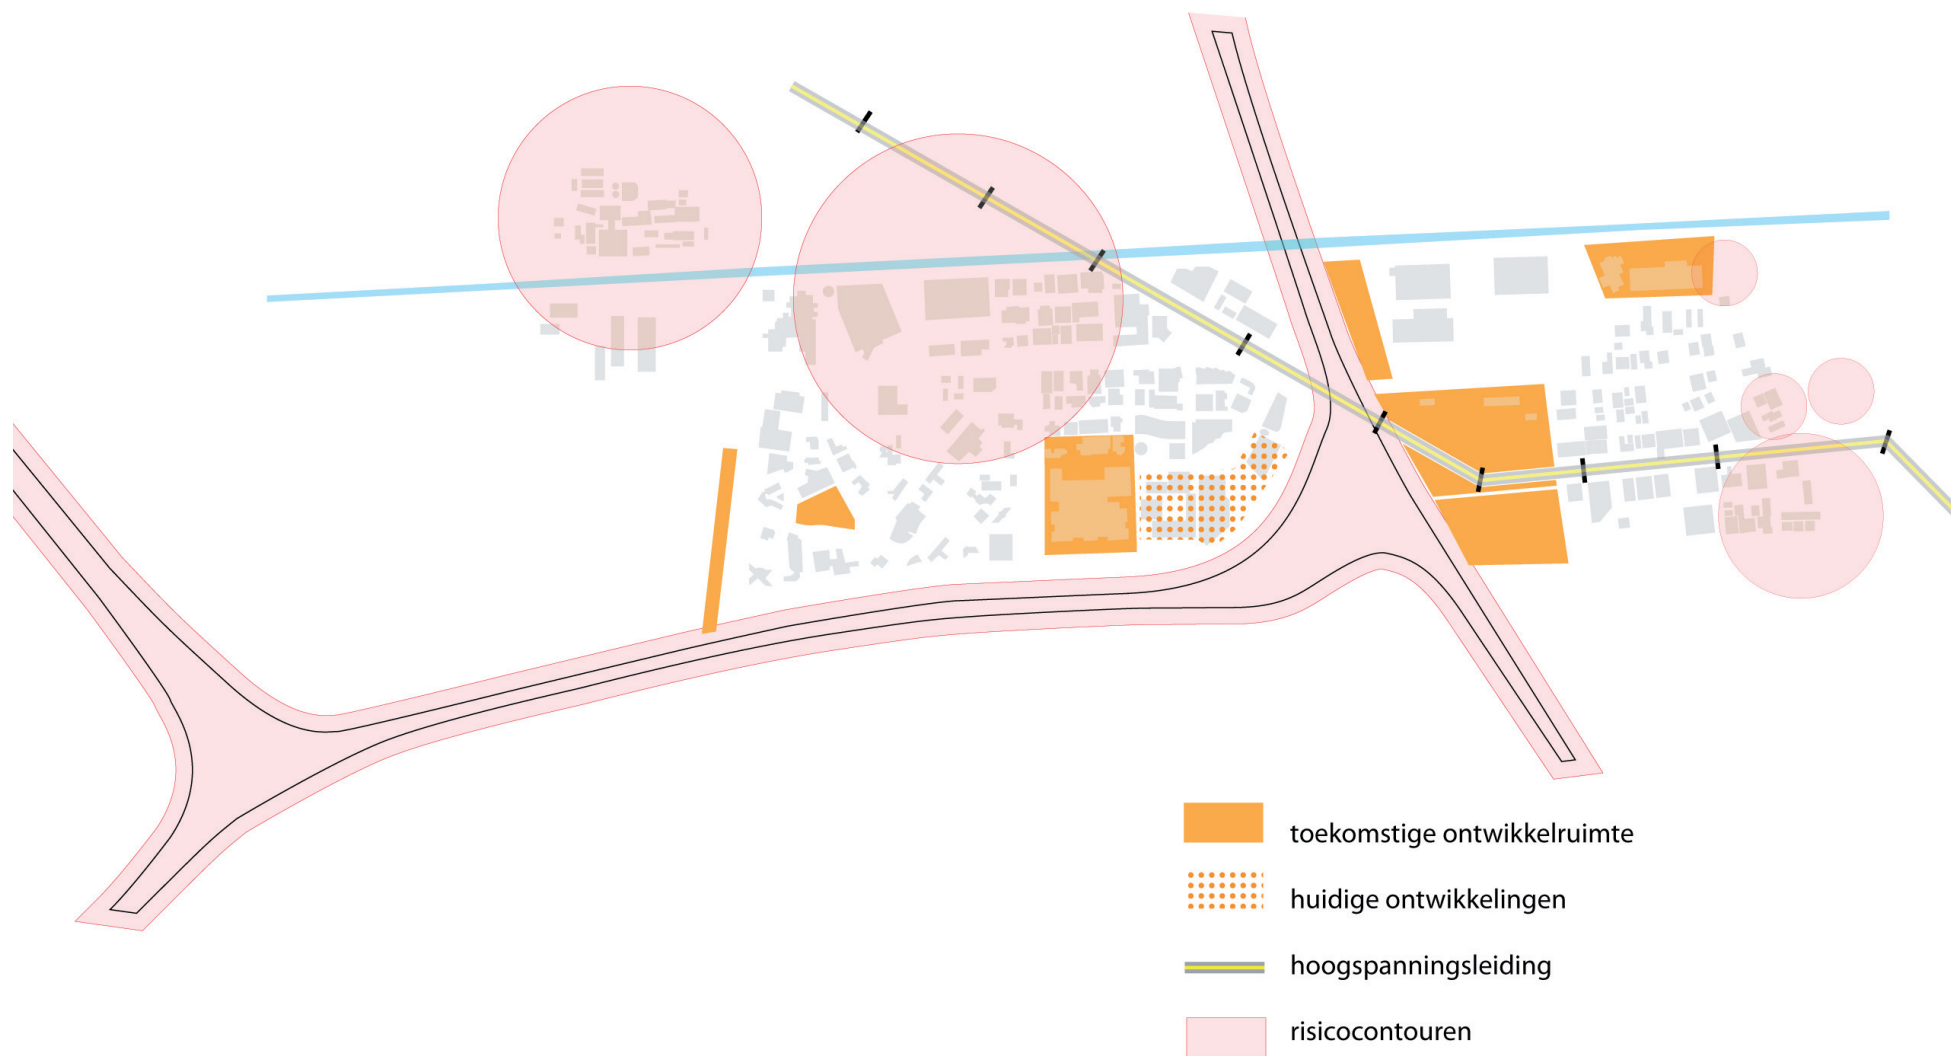 toekomstige ontwikkelruimte
huidige ontwikkelingen
hoogspanningsleiding
risicocontouren